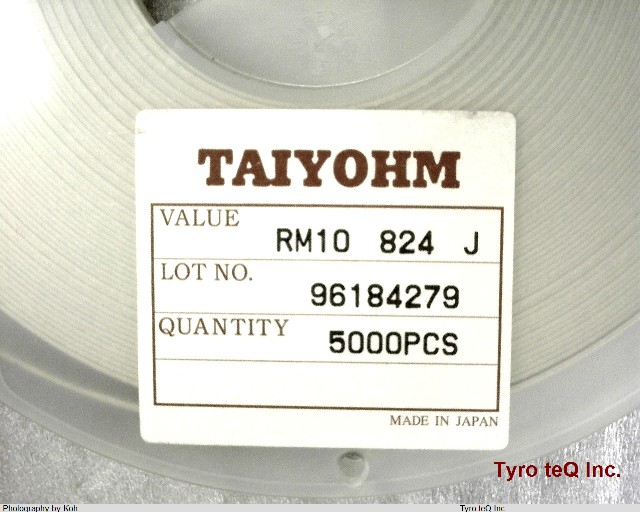 TAIYOHM
VALUE
RM10 824 J
LOT NO.
96184279
QUANTITY
5000PCS
MADE IN JAPAN
Tyro teQ Inc.
Photography by Koh
Tyro teQ Inc